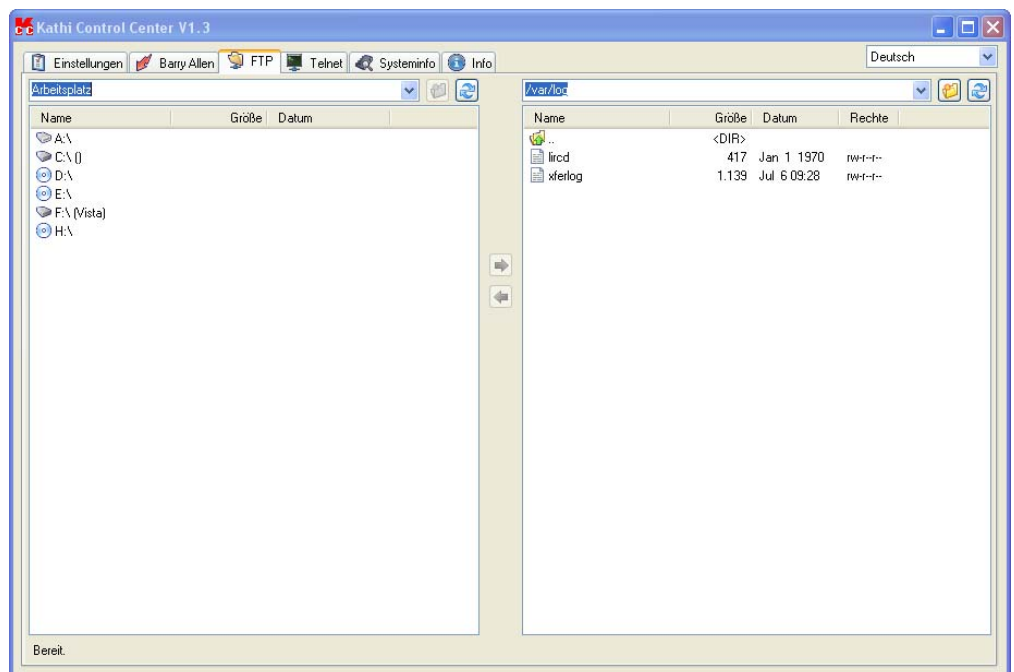 Kathi Control Center V1.3
Einstellungen Barry Allen FTP Telnet Systeminfo Info
Deutsch
Arbeitsplatz
Name Größe Datum
A:\
C:\ ()
D:\
E:\
F:\ (Vista)
H:\
/var/log
Name Größe Datum Rechte
.. <DIR>
lircd 417 Jan 1 1970 rw-r--r--
xferlog 1.139 Jul 6 09:28 rw-r--r--
Bereit.